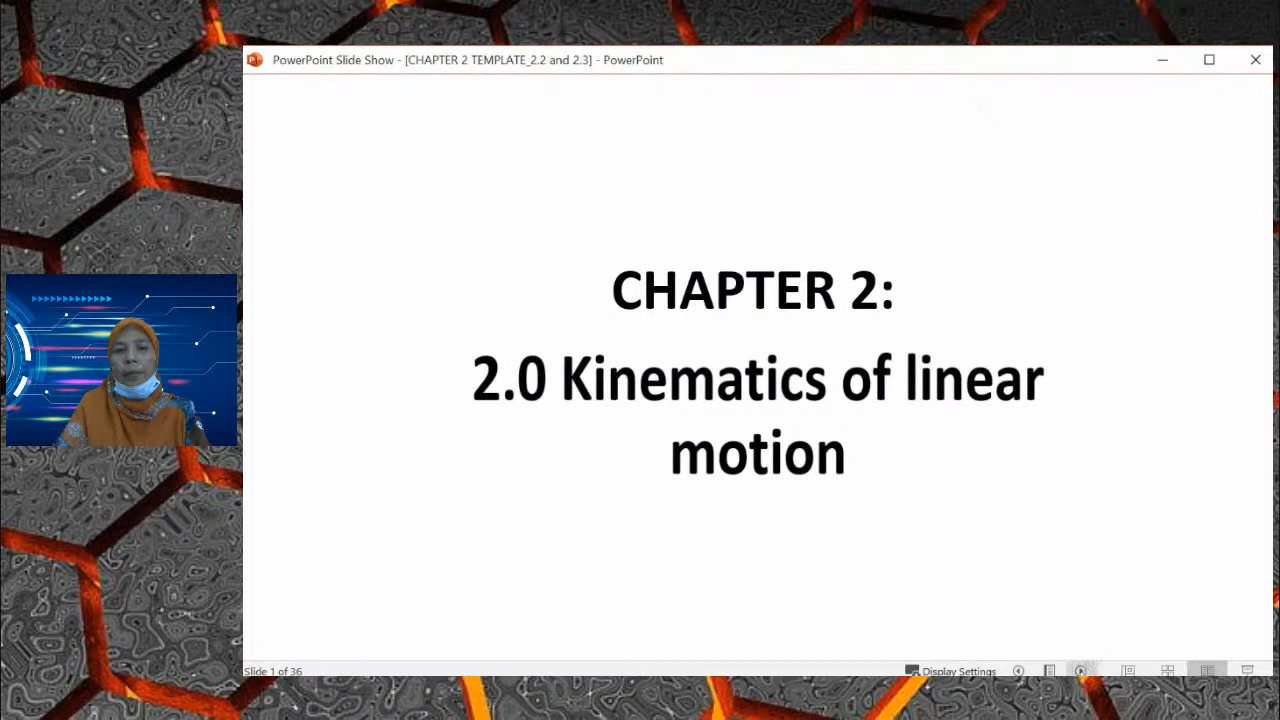 PowerPoint Slide Show - [CHAPTER 2 TEMPLATE_2.2 and 2.3] - PowerPoint
CHAPTER 2:
2.0 Kinematics of linear
motion
Slide 1 of 36
Display Settings